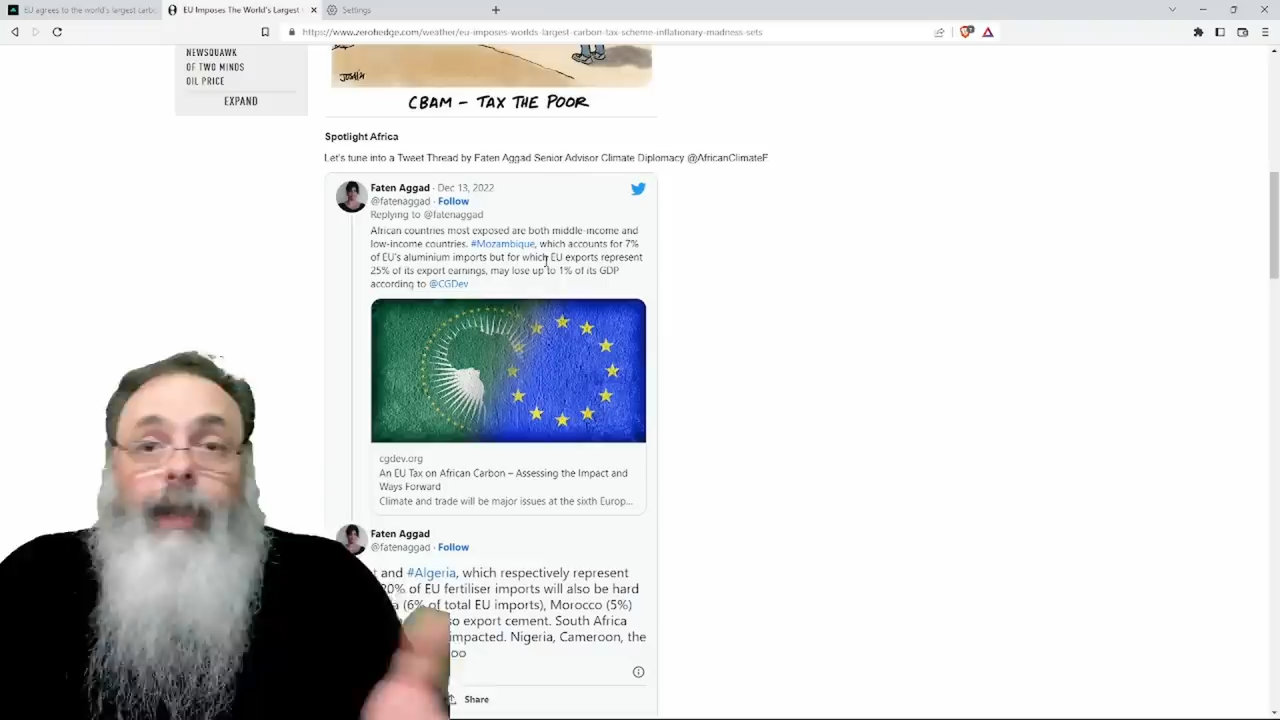 EU agrees to the world's largest carbo
EU Imposes The World's Largest
Settings
https://www.zerohedge.com/weather/eu-imposes-worlds-largest-carbon-tax-scheme-inflationary-madness-sets
NEWSQUAWK
OF TWO MINDS
OIL PRICE
EXPAND
CBAM – TAX THE POOR
Spotlight Africa
Let's tune into a Tweet Thread by Faten Aggad Senior Advisor Climate Diplomacy @AfricanClimateF
Faten Aggad · Dec 13, 2022
@fatenaggad · Follow
Replying to @fatenaggad
African countries most exposed are both middle-income and
low-income countries. #Mozambique, which accounts for 7%
of EU's aluminium imports but for which EU exports represent
25% of its export earnings, may lose up to 1% of its GDP
according to @CGDev
cgdev.org
An EU Tax on African Carbon – Assessing the Impact and
Ways Forward
Climate and trade will be major issues at the sixth Europ...
Faten Aggad
@fatenaggad · Follow
t and #Algeria, which respectively represent
20% of EU fertiliser imports will also be hard
a (6% of total EU imports), Morocco (5%)
so export cement. South Africa
impacted. Nigeria, Cameroon, the
oo
Share